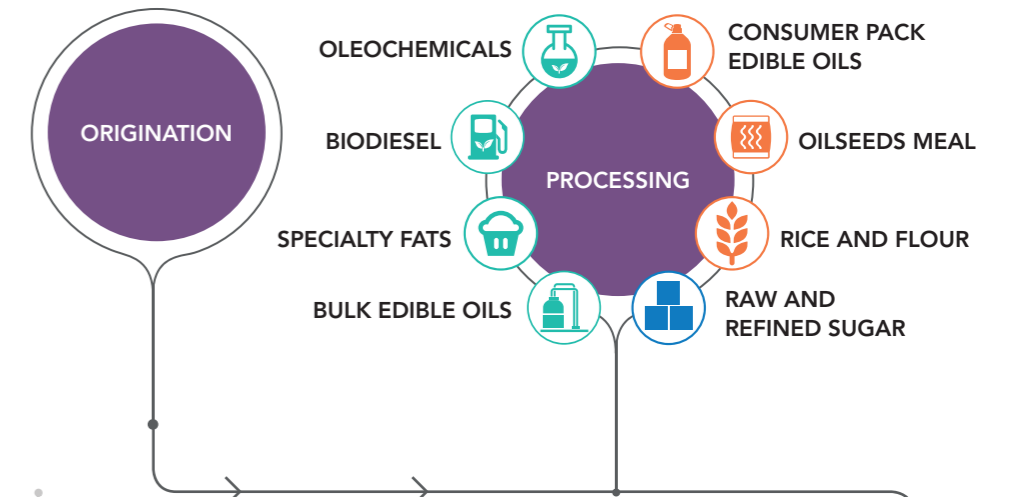 ORIGINATION
PROCESSING
OLEOCHEMICALS
BIODIESEL
SPECIALTY FATS
BULK EDIBLE OILS
CONSUMER PACK
EDIBLE OILS
OILSEEDS MEAL
RICE AND FLOUR
RAW AND
REFINED SUGAR